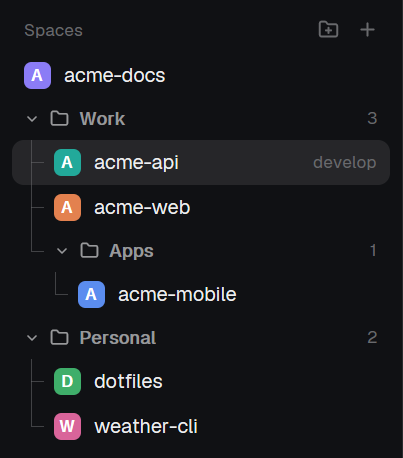 Spaces
A acme-docs
Work 3
A acme-api develop
A acme-web
Apps 1
A acme-mobile
Personal 2
D dotfiles
W weather-cli